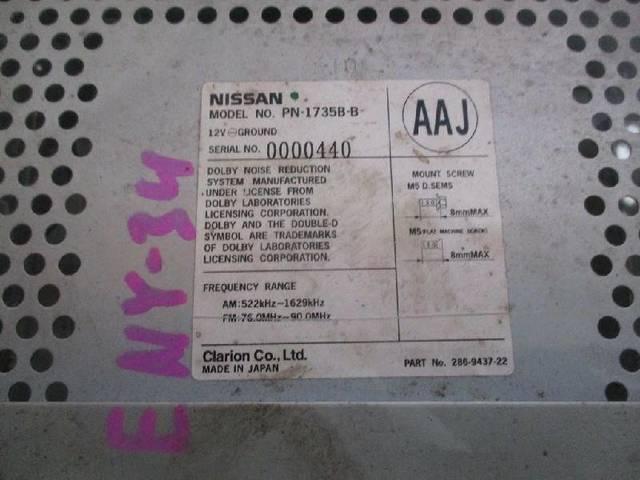 NISSAN
MODEL NO. PN-1735B-B
12V⊖GROUND
SERIAL NO. 0000440
AAJ
DOLBY NOISE REDUCTION
SYSTEM MANUFACTURED
UNDER LICENSE FROM
DOLBY LABORATORIES
LICENSING CORPORATION.
DOLBY AND THE DOUBLE-D
SYMBOL ARE TRADEMARKS
OF DOLBY LABORATORIES
LICENSING CORPORATION.
MOUNT SCREW
M5 D.SEMS
8mmMAX
M5(FLAT MACHINE SCREW)
8mmMAX
FREQUENCY RANGE
AM:522kHz-1629kHz
FM:76.0MHz-90.0MHz
Clarion Co., Ltd.
MADE IN JAPAN
PART No. 286-9437-22
ENY-34